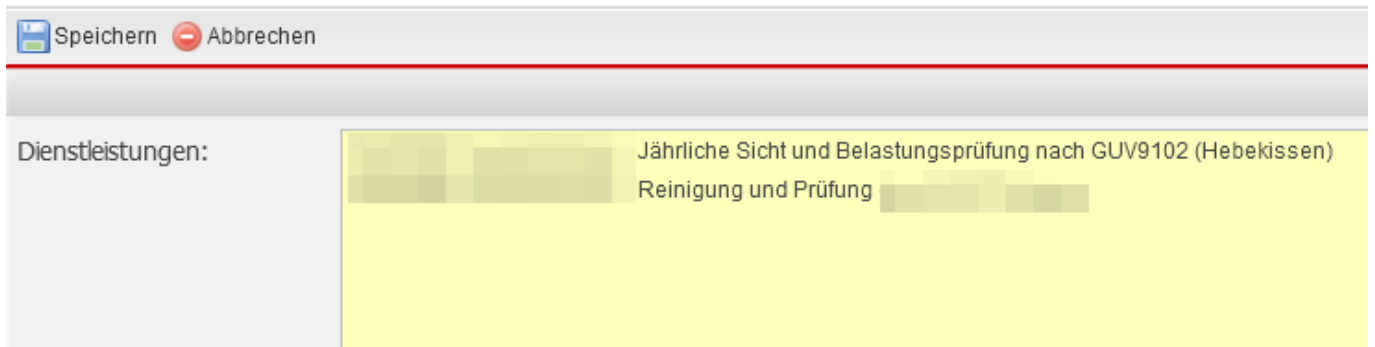 Speichern Abbrechen
Dienstleistungen: Jährliche Sicht und Belastungsprüfung nach GUV9102 (Hebekissen)
Reinigung und Prüfung